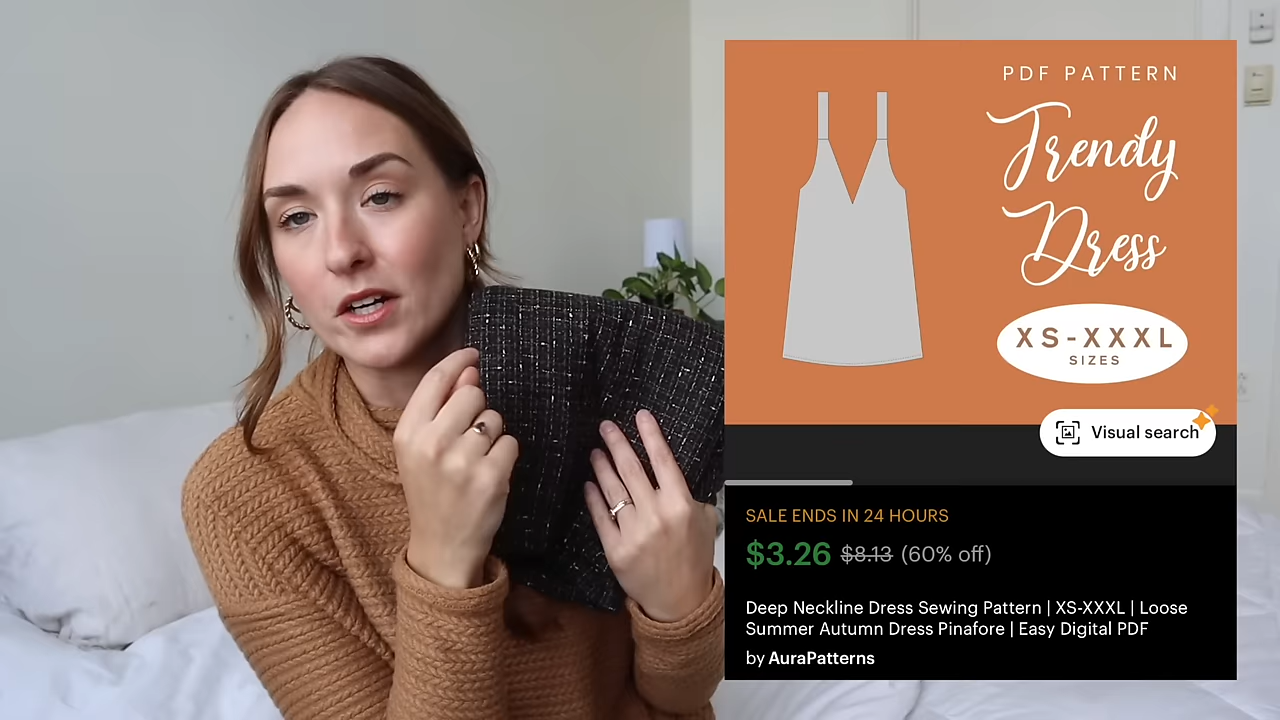 PDF PATTERN
Trendy
Dress
XS-XXXL
SIZES
Visual search
SALE ENDS IN 24 HOURS
$3.26 $8.13 (60% off)
Deep Neckline Dress Sewing Pattern | XS-XXXL | Loose
Summer Autumn Dress Pinafore | Easy Digital PDF
by AuraPatterns